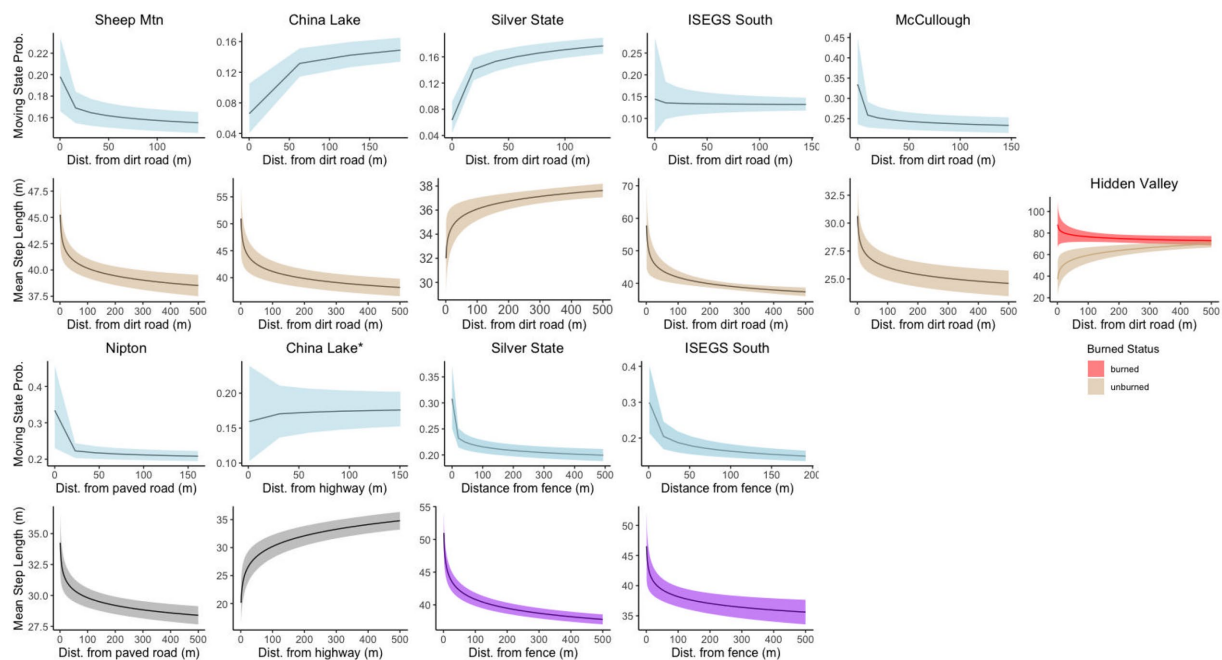 Sheep Mtn
China Lake
Silver State
ISEGS South
McCullough
Moving State Prob.
0.22
0.20
0.18
0.16
0 50 100
Dist. from dirt road (m)
0.16
0.12
0.08
0.04
0 50 100 150
Dist. from dirt road (m)
0.16
0.12
0.08
0.04
0 50 100
Dist. from dirt road (m)
0.25
0.20
0.15
0.10
0 50 100 150
Dist. from dirt road (m)
0.45
0.40
0.35
0.30
0.25
0 50 100 150
Dist. from dirt road (m)
Mean Step Length (m)
47.5
45.0
42.5
40.0
37.5
0 100 200 300 400 500
Dist. from dirt road (m)
55
50
45
40
0 100 200 300 400 500
Dist. from dirt road (m)
38
36
34
32
30
0 100 200 300 400 500
Dist. from dirt road (m)
70
60
50
40
0 100 200 300 400 500
Dist. from dirt road (m)
32.5
30.0
27.5
25.0
0 100 200 300 400 500
Dist. from dirt road (m)
Hidden Valley
100
80
60
40
20
0 100 200 300 400 500
Dist. from dirt road (m)
Burned Status
burned
unburned
Nipton
China Lake*
Silver State
ISEGS South
Moving State Prob.
0.4
0.3
0.2
0 50 100 150
Dist. from paved road (m)
0.20
0.15
0.10
0 50 100 150
Dist. from highway (m)
0.35
0.30
0.25
0.20
0 100 200 300 400 500
Distance from fence (m)
0.4
0.3
0.2
0 50 100 150 200
Distance from fence (m)
Mean Step Length (m)
35.0
32.5
30.0
27.5
0 100 200 300 400 500
Dist. from paved road (m)
35
30
25
20
0 100 200 300 400 500
Dist. from highway (m)
55
50
45
40
0 100 200 300 400 500
Dist. from fence (m)
50
45
40
35
0 100 200 300 400 500
Dist. from fence (m)